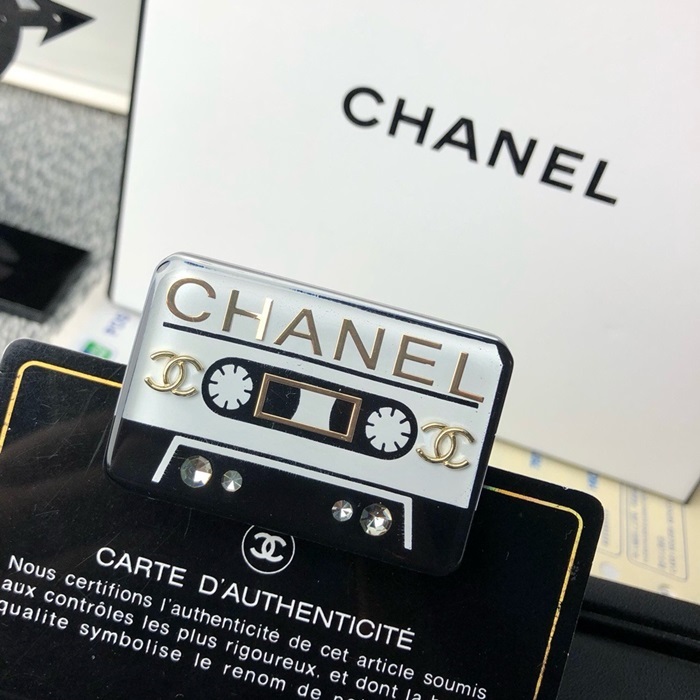 CHANEL
CHANEL
CARTE D'AUTHENTICITÉ
Nous certifions l'authenticité de cet article soumis
aux contrôles les plus rigoureux, et dont la
qualité symbolise le renom de